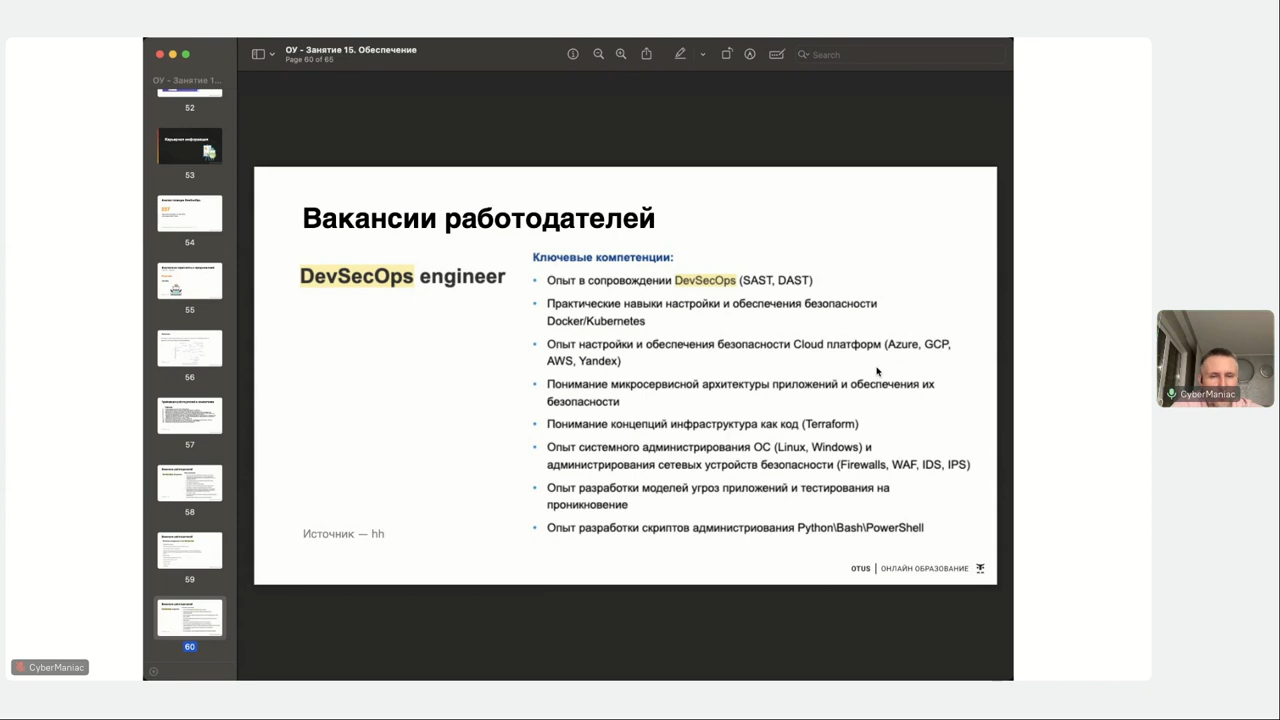 ОУ - Занятие 15. Обеспечение
Page 60 of 65
Search
ОУ - Занятие 1...
52
53
54
55
56
57
58
59
60
Вакансии работодателей
DevSecOps engineer
Ключевые компетенции:
• Опыт в сопровождении DevSecOps (SAST, DAST)
• Практические навыки настройки и обеспечения безопасности
Docker/Kubernetes
• Опыт настройки и обеспечения безопасности Cloud платформ (Azure, GCP,
AWS, Yandex)
• Понимание микросервисной архитектуры приложений и обеспечения их
безопасности
• Понимание концепций инфраструктура как код (Terraform)
• Опыт системного администрирования ОС (Linux, Windows) и
администрирования сетевых устройств безопасности (Firewalls, WAF, IDS, IPS)
• Опыт разработки моделей угроз приложений и тестирования на
проникновение
• Опыт разработки скриптов администриования Python\Bash\PowerShell
Источник — hh
OTUS | ОНЛАЙН ОБРАЗОВАНИЕ
CyberManiac
CyberManiac